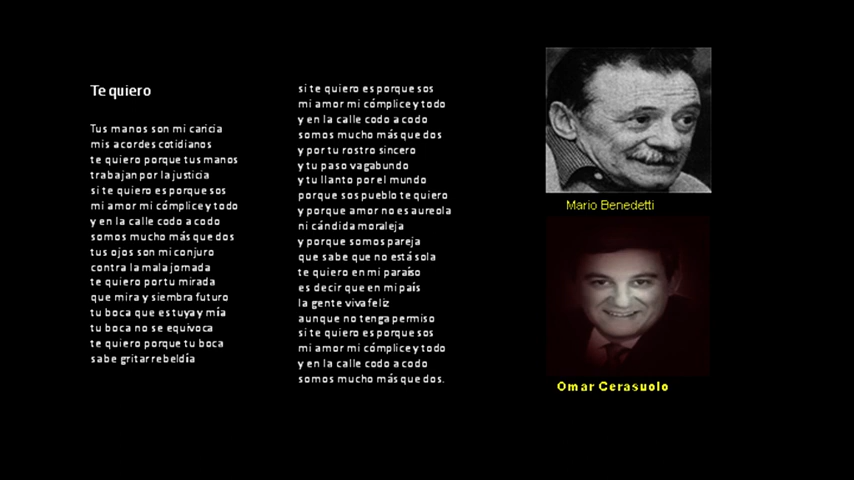 Te quiero
Tus manos son mi caricia
mis acordes cotidianos
te quiero porque tus manos
trabajan por la justicia
si te quiero es porque sos
mi amor mi cómplice y todo
y en la calle codo a codo
somos mucho más que dos
tus ojos son mi conjuro
contra la mala jornada
te quiero por tu mirada
que mira y siembra futuro
tu boca que es tuya y mía
tu boca no se equivoca
te quiero porque tu boca
sabe gritar rebeldía
si te quiero es porque sos
mi amor mi cómplice y todo
y en la calle codo a codo
somos mucho más que dos
y por tu rostro sincero
y tu paso vagabundo
y tu llanto por el mundo
porque sos pueblo te quiero
y porque amor no es aureola
ni cándida moraleja
y porque somos pareja
que sabe que no está sola
te quiero en mi paraíso
es decir que en mi país
la gente viva feliz
aunque no tenga permiso
si te quiero es porque sos
mi amor mi cómplice y todo
y en la calle codo a codo
somos mucho más que dos.
Mario Benedetti
Omar Cerasuolo